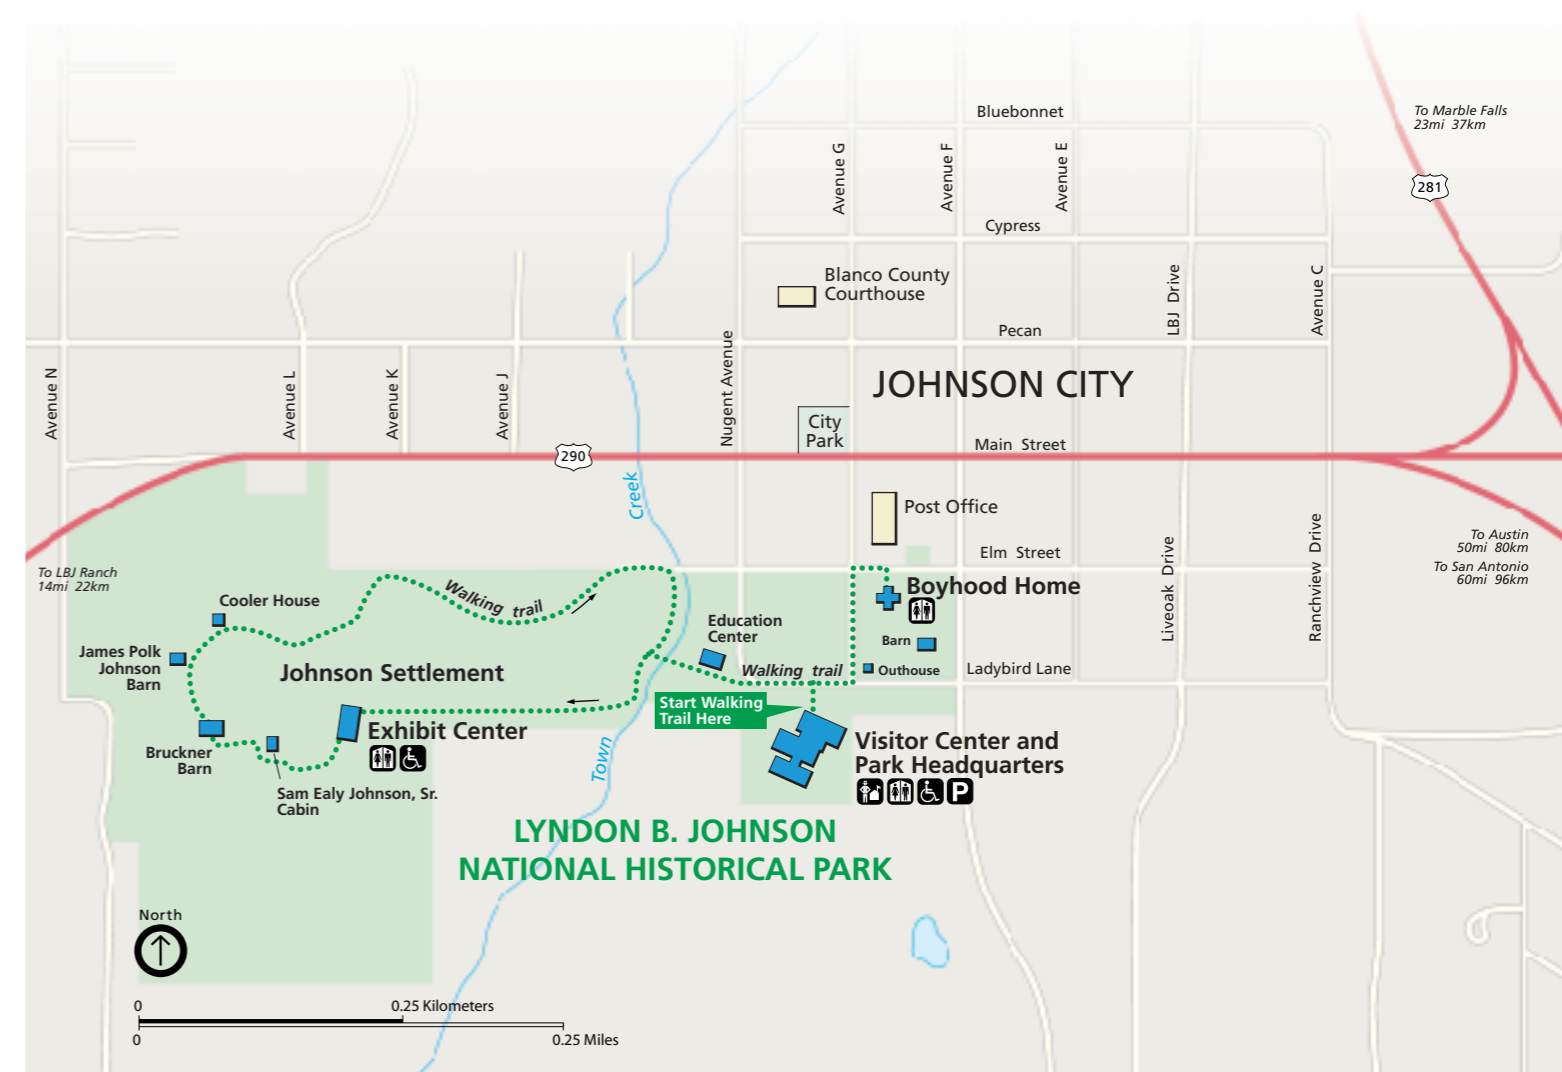 Bluebonnet
To Marble Falls
23mi 37km
Avenue G
Avenue F
Avenue E
281
Cypress
Blanco County
Courthouse
LBJ Drive
Avenue C
Pecan
Nugent Avenue
Avenue N
Avenue L
Avenue K
Avenue J
JOHNSON CITY
City
Park
Main Street
290
Creek
Post Office
Elm Street
To Austin
50mi 80km
To San Antonio
60mi 96km
To LBJ Ranch
14mi 22km
Liveoak Drive
Ranchview Drive
Walking trail
Boyhood Home
Cooler House
Education
Center
Barn
James Polk
Johnson
Barn
Johnson Settlement
Walking trail
Outhouse
Ladybird Lane
Start Walking
Trail Here
Exhibit Center
Visitor Center and
Park Headquarters
Bruckner
Barn
Town
Sam Ealy Johnson, Sr.
Cabin
P
LYNDON B. JOHNSON
NATIONAL HISTORICAL PARK
North
0
0.25 Kilometers
0
0.25 Miles